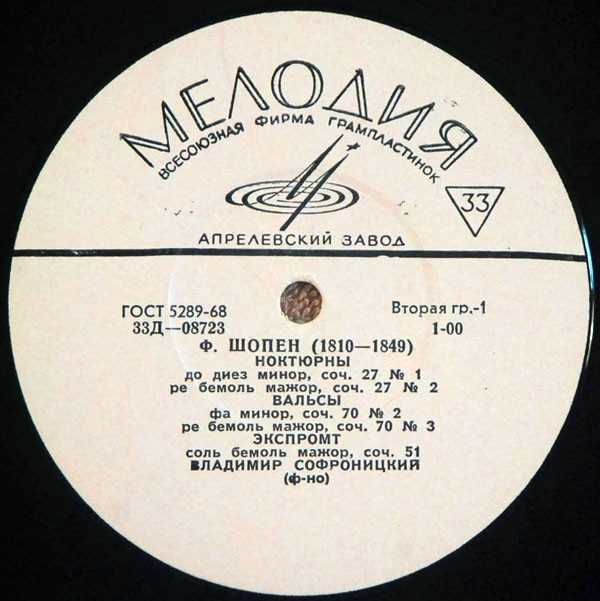 МЕЛОДИЯ
ВСЕСОЮЗНАЯ ФИРМА ГРАМПЛАСТИНОК
33
АПРЕЛЕВСКИЙ ЗАВОД
ГОСТ 5289-68
Вторая гр.-1
33Д—08723
1-00
Ф. ШОПЕН (1810—1849)
НОКТЮРНЫ
до диез минор, соч. 27 № 1
ре бемоль мажор, соч. 27 № 2
ВАЛЬСЫ
фа минор, соч. 70 № 2
ре бемоль мажор, соч. 70 № 3
ЭКСПРОМТ
соль бемоль мажор, соч. 51
ВЛАДИМИР СОФРОНИЦКИЙ
(ф-но)